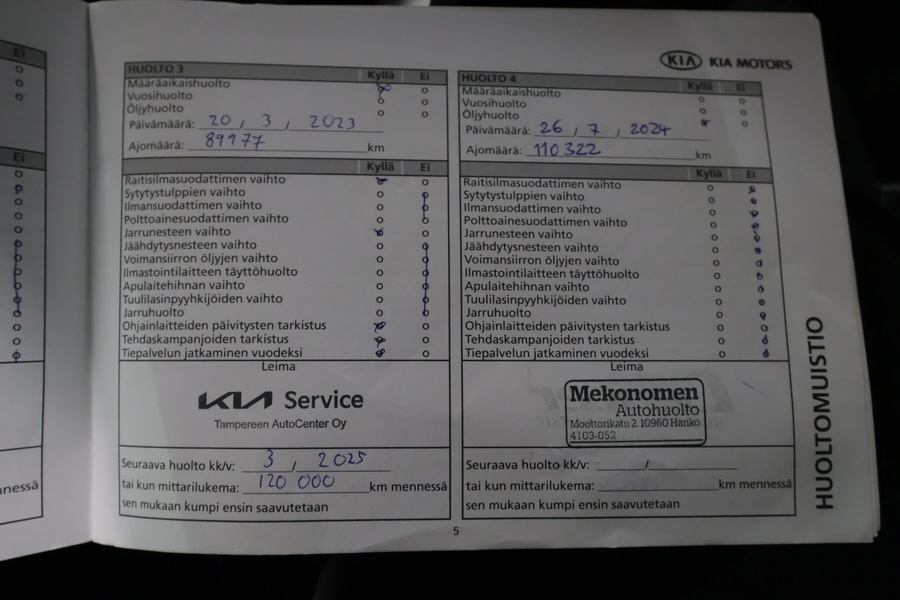 Ei
Ei
nnessä
KIA KIA MOTORS
HUOLTO 3 Kyllä Ei
Määräaikaishuolto
Vuosihuolto
Öljyhuolto
Päivämäärä: 20 / 3 / 2023
Ajomäärä: 89977 km
Kyllä Ei
Raitisilmasuodattimen vaihto
Sytytystulppien vaihto
Ilmansuodattimen vaihto
Polttoainesuodattimen vaihto
Jarrunesteen vaihto
Jäähdytysnesteen vaihto
Voimansiirron öljyjen vaihto
Ilmastointilaitteen täyttöhuolto
Apulaitehihnan vaihto
Tuulilasinpyyhkijöiden vaihto
Jarruhuolto
Ohjainlaitteiden päivitysten tarkistus
Tehdaskampanjoiden tarkistus
Tiepalvelun jatkaminen vuodeksi
Leima
KIA Service
Tampereen AutoCenter Oy
Seuraava huolto kk/v: 3 / 2025
tai kun mittarilukema: 120 000 km mennessä
sen mukaan kumpi ensin saavutetaan
HUOLTO 4 Kyllä Ei
Määräaikaishuolto
Vuosihuolto
Öljyhuolto
Päivämäärä: 26 / 7 / 2024
Ajomäärä: 110 322 km
Kyllä Ei
Raitisilmasuodattimen vaihto
Sytytystulppien vaihto
Ilmansuodattimen vaihto
Polttoainesuodattimen vaihto
Jarrunesteen vaihto
Jäähdytysnesteen vaihto
Voimansiirron öljyjen vaihto
Ilmastointilaitteen täyttöhuolto
Apulaitehihnan vaihto
Tuulilasinpyyhkijöiden vaihto
Jarruhuolto
Ohjainlaitteiden päivitysten tarkistus
Tehdaskampanjoiden tarkistus
Tiepalvelun jatkaminen vuodeksi
Leima
Mekonomen
Autohuolto
Moottorikatu 2, 10960 Hanko
4103-052
Seuraava huolto kk/v: /
tai kun mittarilukema: km mennessä
sen mukaan kumpi ensin saavutetaan
HUOLTOMUISTIO
5